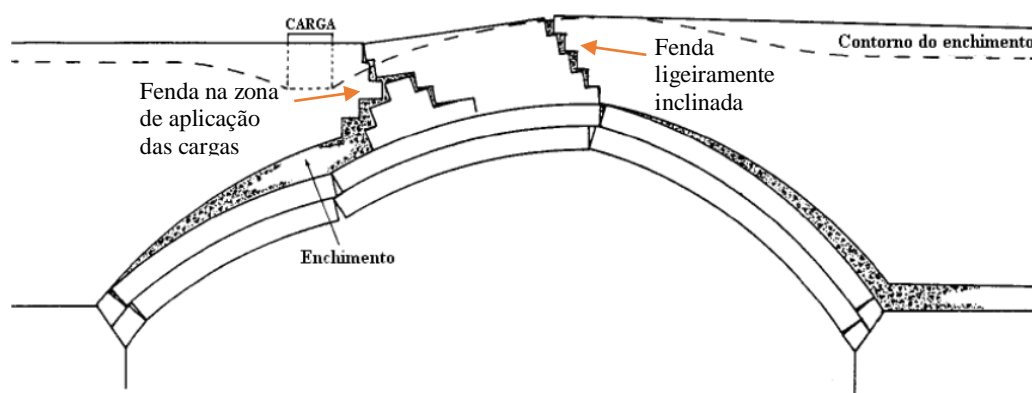 CARGA
Fenda
ligeiramente
inclinada
Contorno do enchimento
Fenda na zona
de aplicação
das cargas
Enchimento